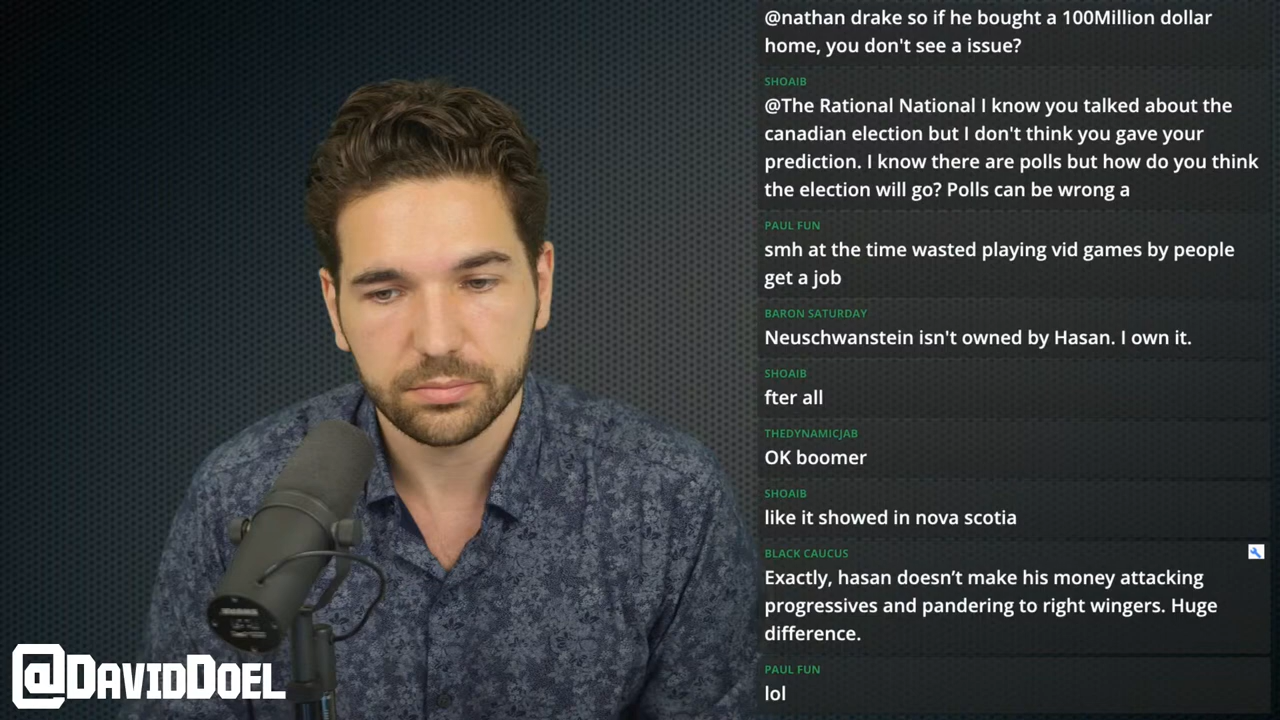 @nathan drake so if he bought a 100Million dollar
home, you don't see a issue?
SHOAIB
@The Rational National I know you talked about the
canadian election but I don't think you gave your
prediction. I know there are polls but how do you think
the election will go? Polls can be wrong a
PAUL FUN
smh at the time wasted playing vid games by people
get a job
BARON SATURDAY
Neuschwanstein isn't owned by Hasan. I own it.
SHOAIB
fter all
THEDYNAMICJAB
OK boomer
SHOAIB
like it showed in nova scotia
BLACK CAUCUS
Exactly, hasan doesn’t make his money attacking
progressives and pandering to right wingers. Huge
difference.
PAUL FUN
lol
@DAVIDDOEL